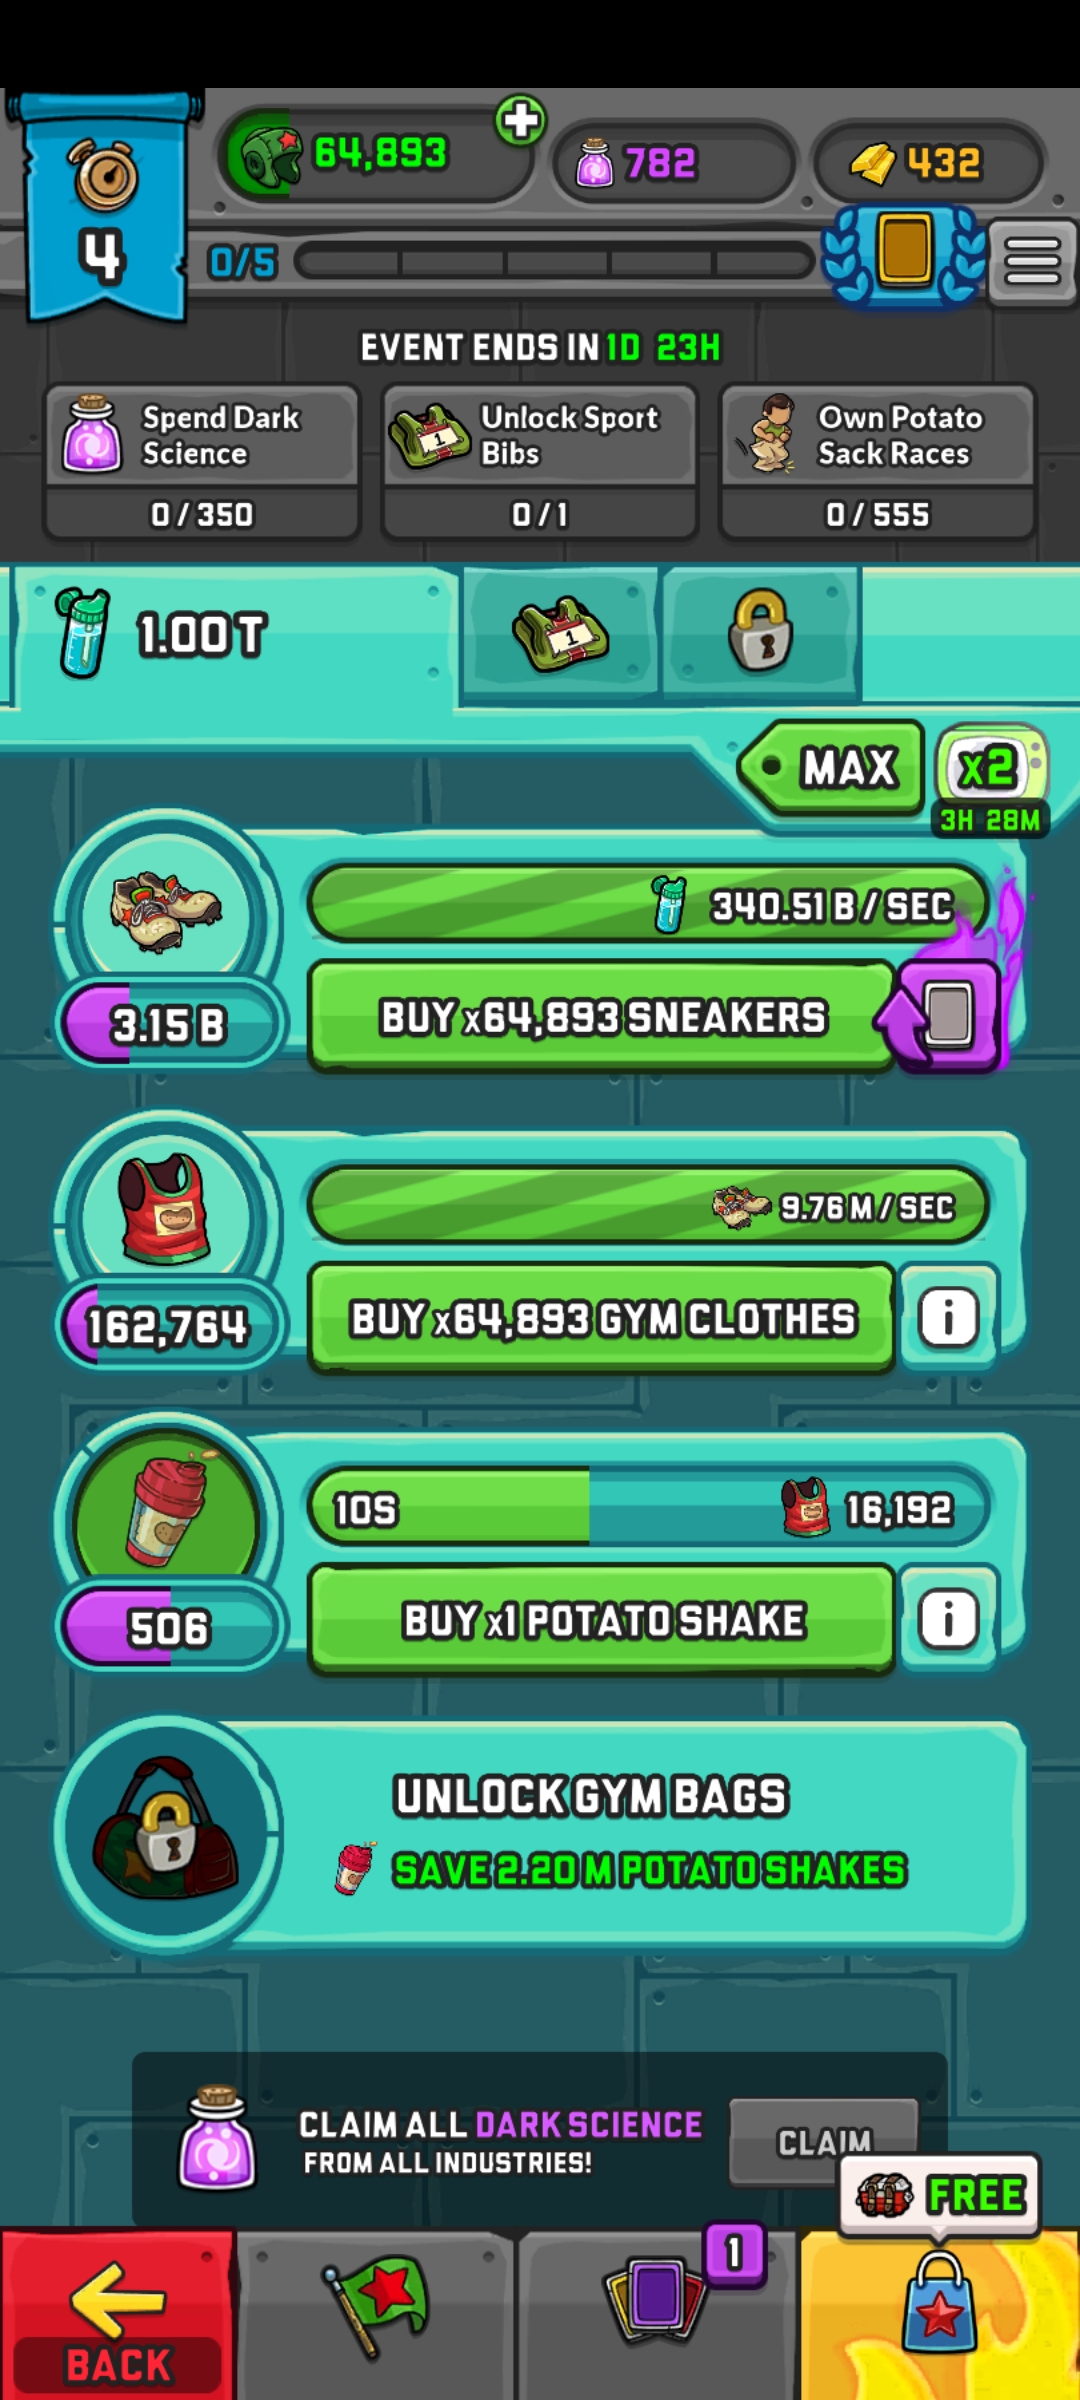 64,893
782
432
4
0/5
EVENT ENDS IN 1D 23H
Spend Dark
Science
0 / 350
Unlock Sport
Bibs
0 / 1
Own Potato
Sack Races
0 / 555
1.00 T
1
MAX
x2
3H 28M
340.51 B / SEC
3.15 B
BUY x64,893 SNEAKERS
9.76 M / SEC
162,764
BUY x64,893 GYM CLOTHES
i
10S
16,192
506
BUY x1 POTATO SHAKE
i
UNLOCK GYM BAGS
SAVE 2.20 M POTATO SHAKES
CLAIM ALL DARK SCIENCE
FROM ALL INDUSTRIES!
CLAIM
FREE
1
BACK